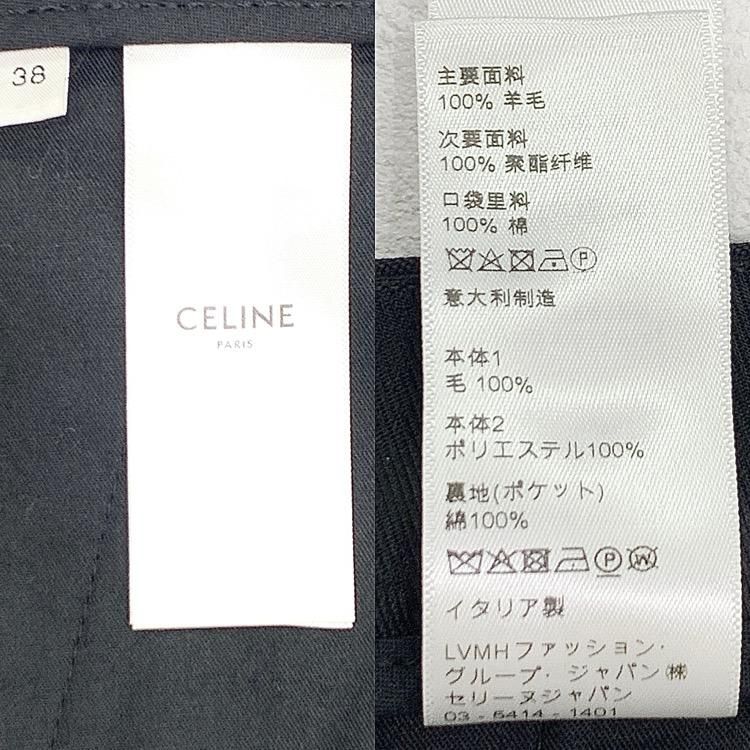 38
CELINE
PARIS
主要面料
100% 羊毛
次要面料
100% 聚酯纤维
口袋里料
100% 棉
P
意大利制造
本体1
毛 100%
本体2
ポリエステル100%
裏地(ポケット)
綿100%
P W
イタリア製
LVMHファッション・
グループ・ジャパン㈱
セリーヌジャパン
03-5414-1401